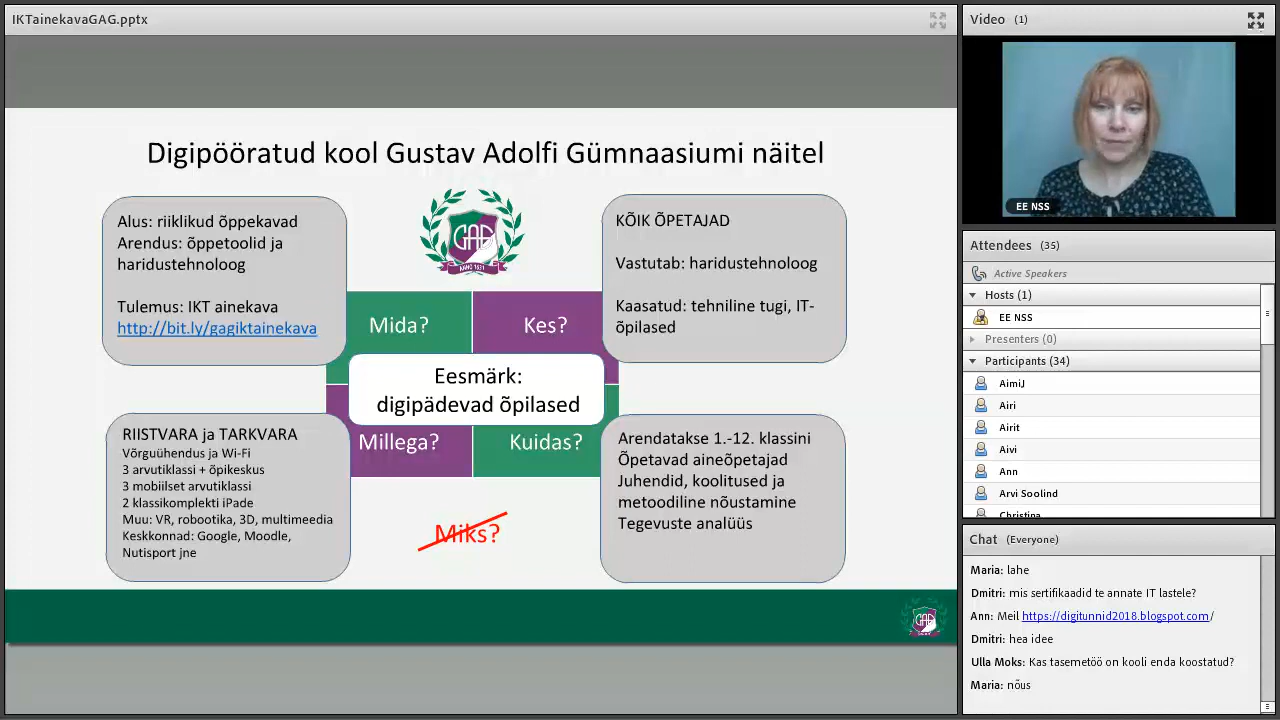 IKTainekavaGAG.pptx
Digipööratud kool Gustav Adolfi Gümnaasiumi näitel
Alus: riiklikud õppekavad
Arendus: õppetoolid ja
haridustehnoloog
Tulemus: IKT ainekava
http://bit.ly/gagiktainekava
GAG
ANNO 1631
KÕIK ÕPETAJAD
Vastutab: haridustehnoloog
Kaasatud: tehniline tugi, IT-
õpilased
Mida?
Kes?
Eesmärk:
digipädevad õpilased
Millega?
Kuidas?
RIISTVARA ja TARKVARA
Võrguühendus ja Wi-Fi
3 arvutiklassi + õpikeskus
3 mobiilset arvutiklassi
2 klassikomplekti iPade
Muu: VR, robootika, 3D, multimeedia
Keskkonnad: Google, Moodle,
Nutisport jne
Arendatakse 1.-12. klassini
Õpetavad aineõpetajad
Juhendid, koolitused ja
metoodiline nõustamine
Tegevuste analüüs
Miks?
GAG
Video (1)
EE NSS
Attendees (35)
Active Speakers
Hosts (1)
EE NSS
Presenters (0)
Participants (34)
AimiJ
Airi
Airit
Aivi
Ann
Arvi Soolind
Christina
Chat (Everyone)
Maria: lahe
Dmitri: mis sertifikaadid te annate IT lastele?
Ann: Meil https://digitunnid2018.blogspot.com/
Dmitri: hea idee
Ulla Moks: Kas tasemetöö on kooli enda koostatud?
Maria: nõus